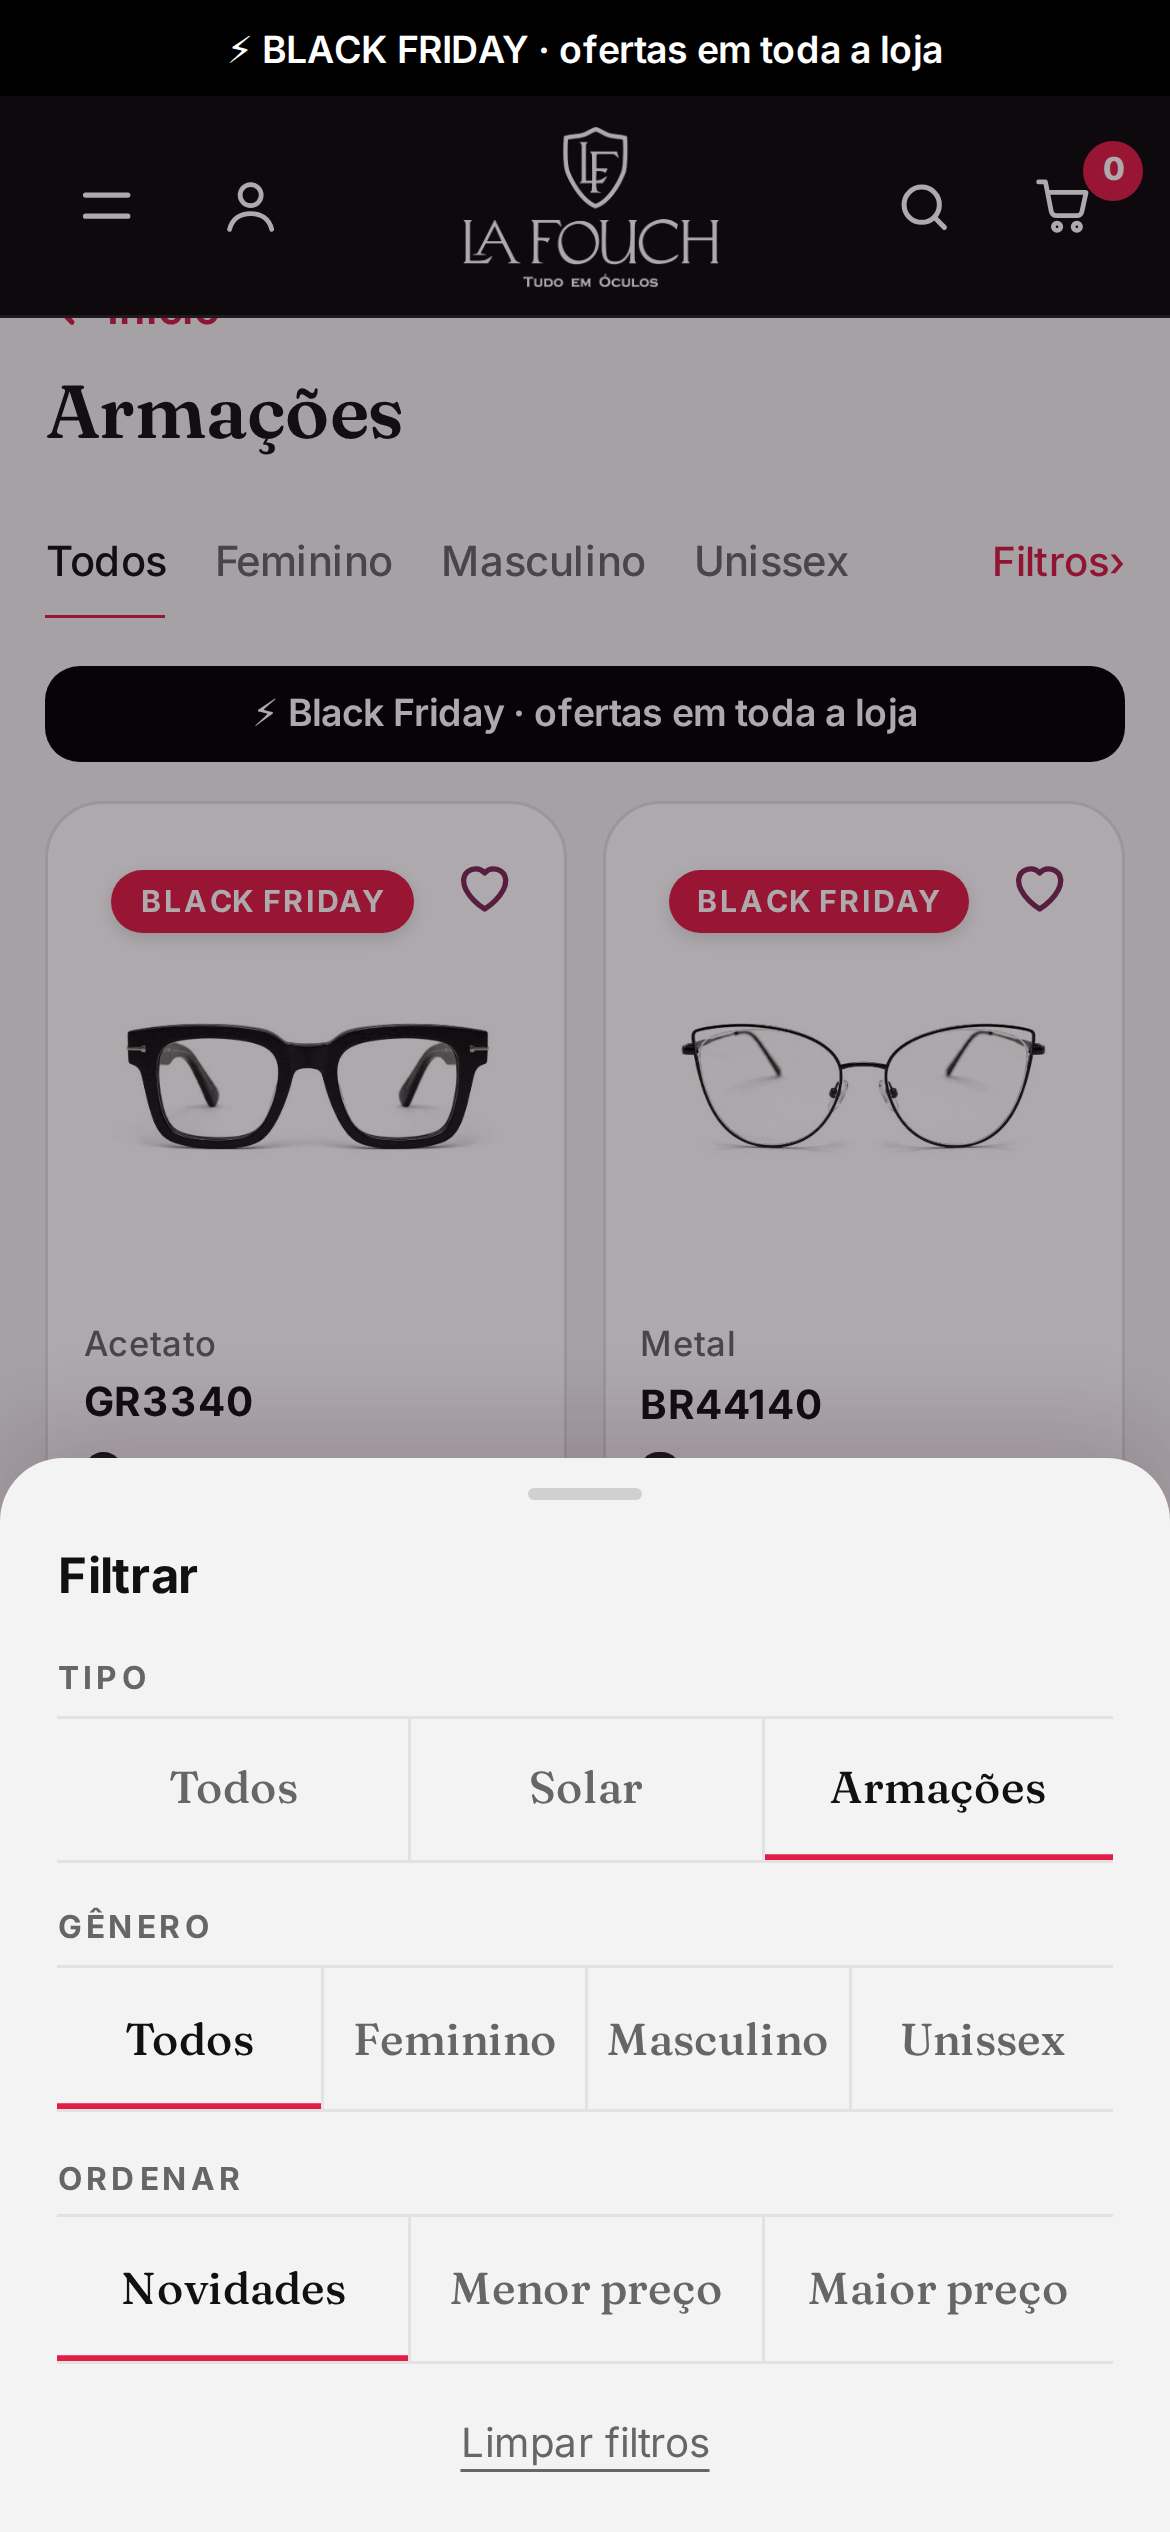 ⚡ BLACK FRIDAY · ofertas em toda a loja
0
LF
LA FOUCH
TUDO EM ÓCULOS
Início
Armações
Todos Feminino Masculino Unissex Filtros›
⚡ Black Friday · ofertas em toda a loja
BLACK FRIDAY BLACK FRIDAY
Acetato Metal
GR3340 BR44140
Filtrar
TIPO
Todos Solar Armações
GÊNERO
Todos Feminino Masculino Unissex
ORDENAR
Novidades Menor preço Maior preço
Limpar filtros